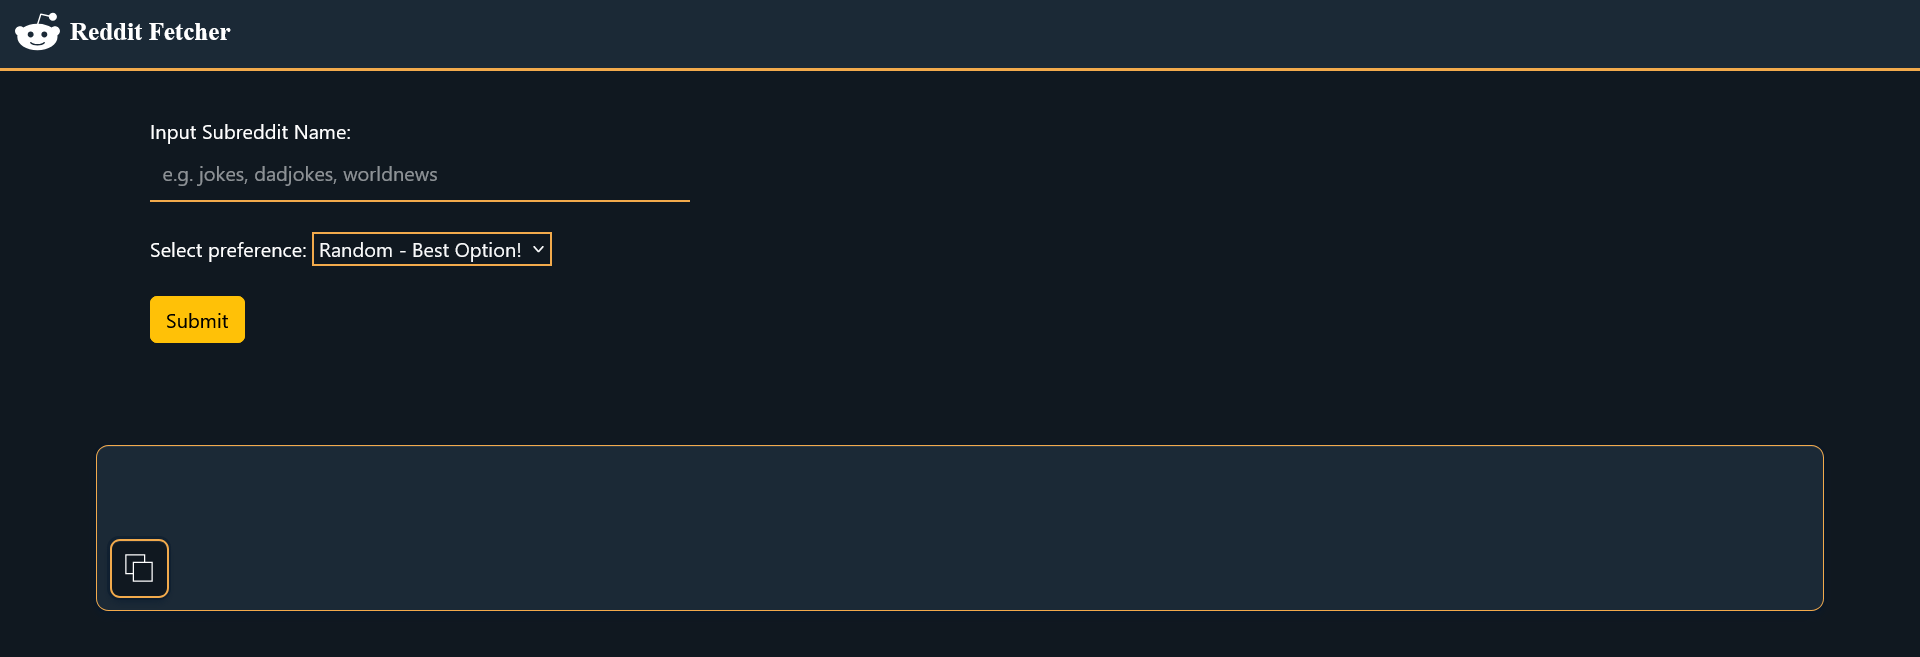 Reddit Fetcher
Input Subreddit Name:
e.g. jokes, dadjokes, worldnews
Select preference: Random - Best Option!
Submit